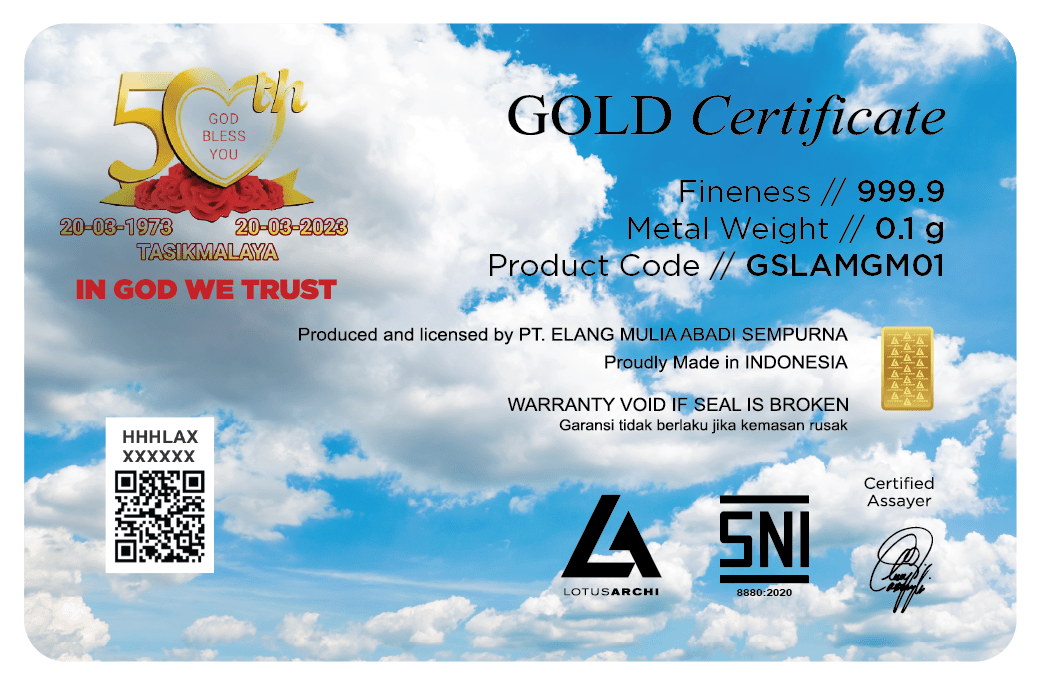 50th
GOD
BLESS
YOU
20-03-1973 20-03-2023
TASIKMALAYA
IN GOD WE TRUST
GOLD Certificate
Fineness // 999.9
Metal Weight // 0.1 g
Product Code // GSLAMGM01
Produced and licensed by PT. ELANG MULIA ABADI SEMPURNA
Proudly Made in INDONESIA
WARRANTY VOID IF SEAL IS BROKEN
Garansi tidak berlaku jika kemasan rusak
HHHLAX
XXXXXX
LA
LOTUSARCHI
SNI
8880:2020
Certified
Assayer